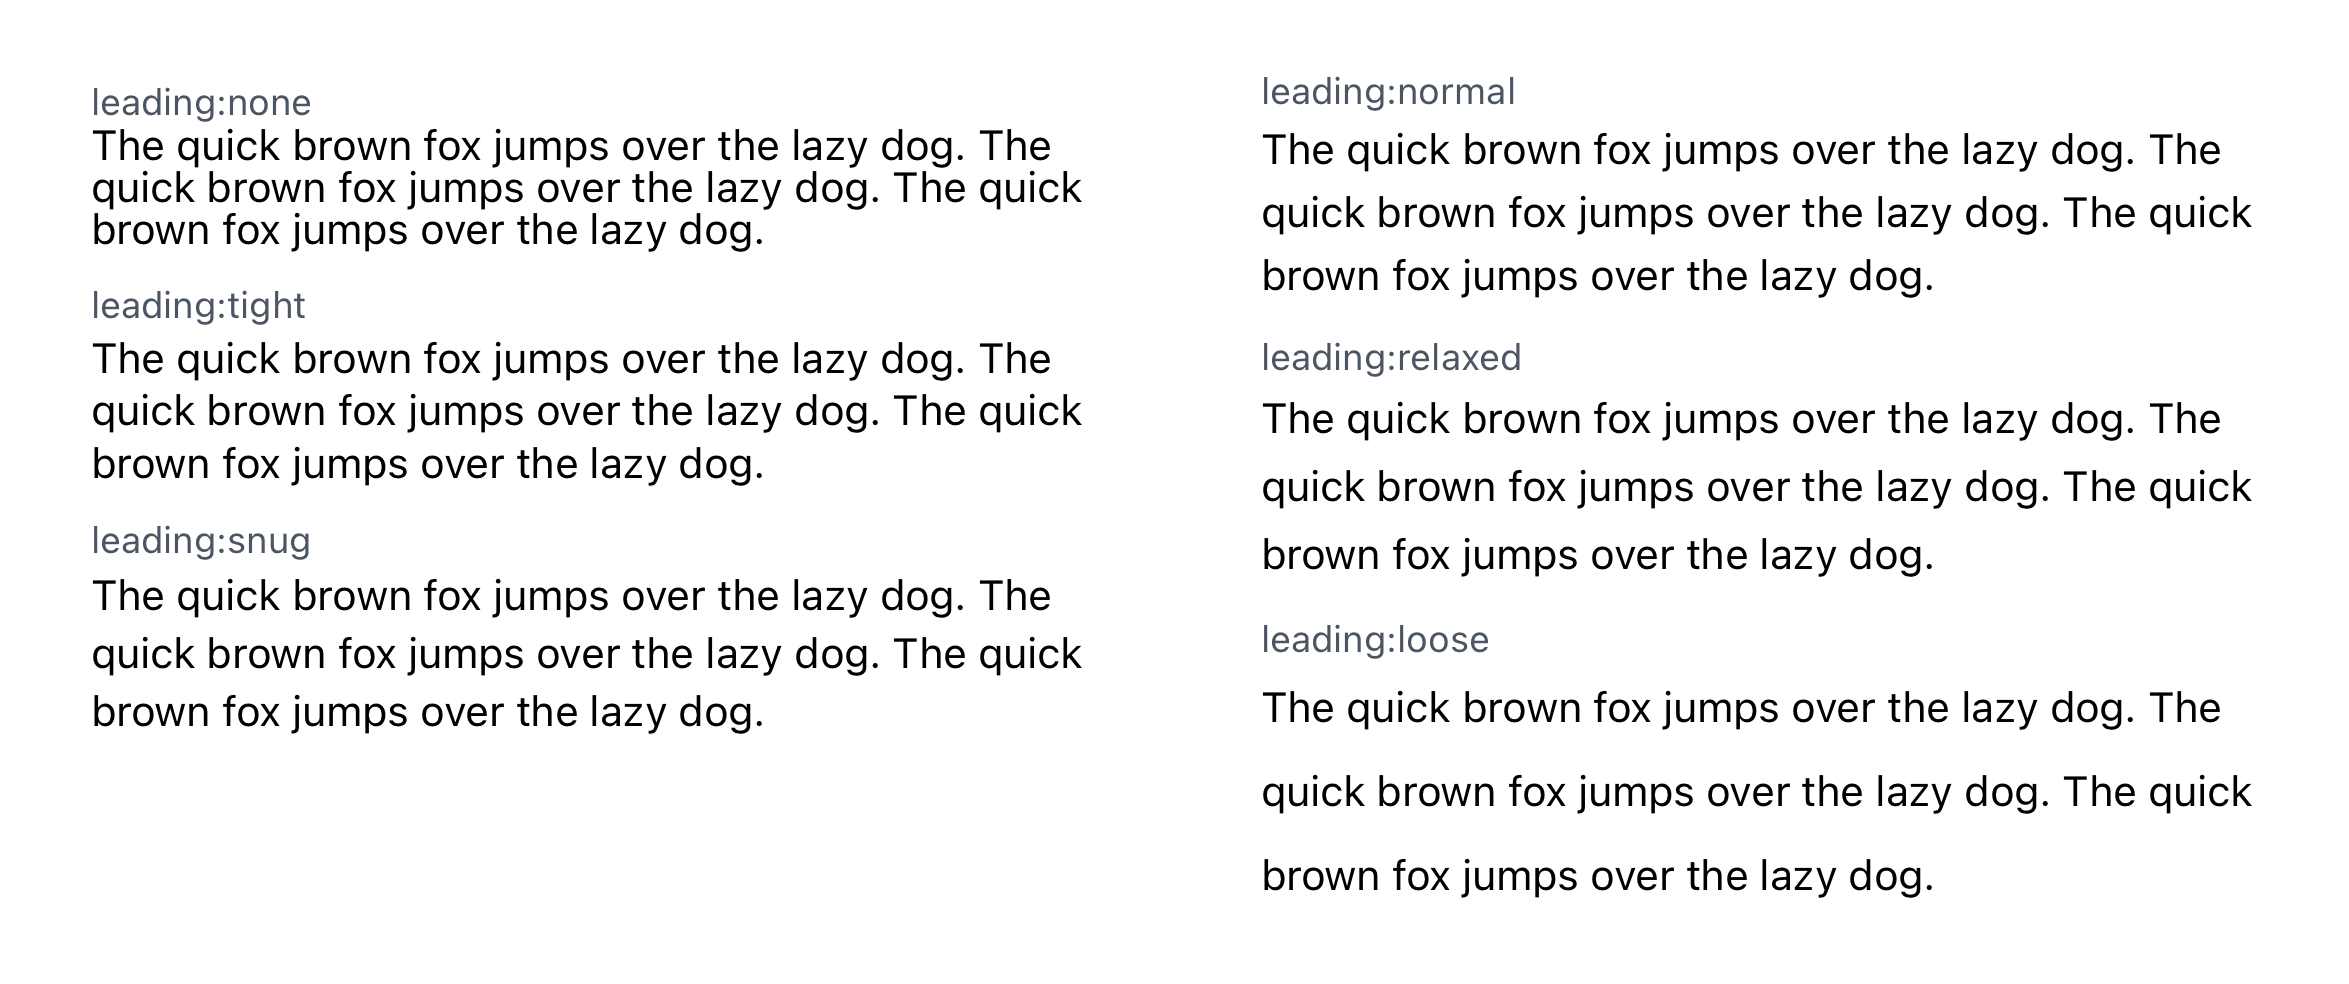 leading:none
The quick brown fox jumps over the lazy dog. The
quick brown fox jumps over the lazy dog. The quick
brown fox jumps over the lazy dog.
leading:tight
The quick brown fox jumps over the lazy dog. The
quick brown fox jumps over the lazy dog. The quick
brown fox jumps over the lazy dog.
leading:snug
The quick brown fox jumps over the lazy dog. The
quick brown fox jumps over the lazy dog. The quick
brown fox jumps over the lazy dog.
leading:normal
The quick brown fox jumps over the lazy dog. The
quick brown fox jumps over the lazy dog. The quick
brown fox jumps over the lazy dog.
leading:relaxed
The quick brown fox jumps over the lazy dog. The
quick brown fox jumps over the lazy dog. The quick
brown fox jumps over the lazy dog.
leading:loose
The quick brown fox jumps over the lazy dog. The
quick brown fox jumps over the lazy dog. The quick
brown fox jumps over the lazy dog.